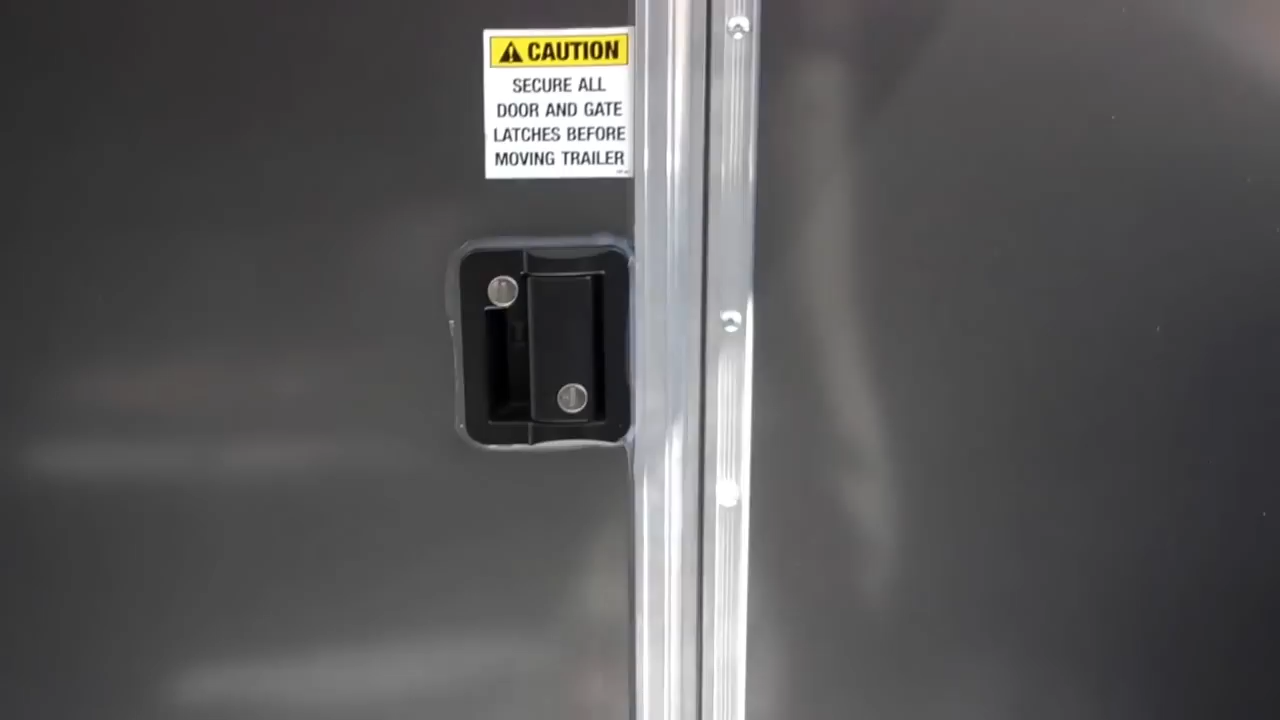 CAUTION
SECURE ALL
DOOR AND GATE
LATCHES BEFORE
MOVING TRAILER